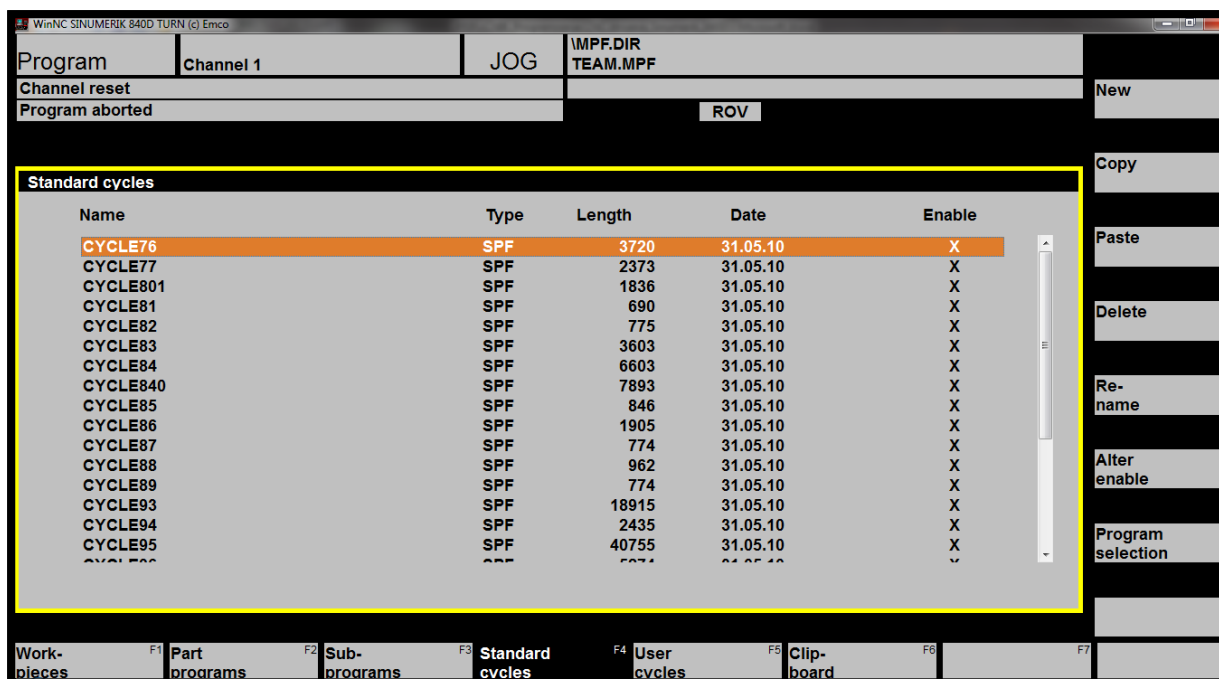 WinNC SINUMERIK 840D TURN (c) Emco
Program
Channel 1
JOG
\MPF.DIR
TEAM.MPF
Channel reset
Program aborted
ROV
Standard cycles
Name Type Length Date Enable
CYCLE76 SPF 3720 31.05.10 X
CYCLE77 SPF 2373 31.05.10 X
CYCLE801 SPF 1836 31.05.10 X
CYCLE81 SPF 690 31.05.10 X
CYCLE82 SPF 775 31.05.10 X
CYCLE83 SPF 3603 31.05.10 X
CYCLE84 SPF 6603 31.05.10 X
CYCLE840 SPF 7893 31.05.10 X
CYCLE85 SPF 846 31.05.10 X
CYCLE86 SPF 1905 31.05.10 X
CYCLE87 SPF 774 31.05.10 X
CYCLE88 SPF 962 31.05.10 X
CYCLE89 SPF 774 31.05.10 X
CYCLE93 SPF 18915 31.05.10 X
CYCLE94 SPF 2435 31.05.10 X
CYCLE95 SPF 40755 31.05.10 X
New
Copy
Paste
Delete
Re-
name
Alter
enable
Program
selection
Work-
pieces
F1
Part
programs
F2
Sub-
programs
F3
Standard
cycles
F4
User
cycles
F5
Clip-
board
F6
F7